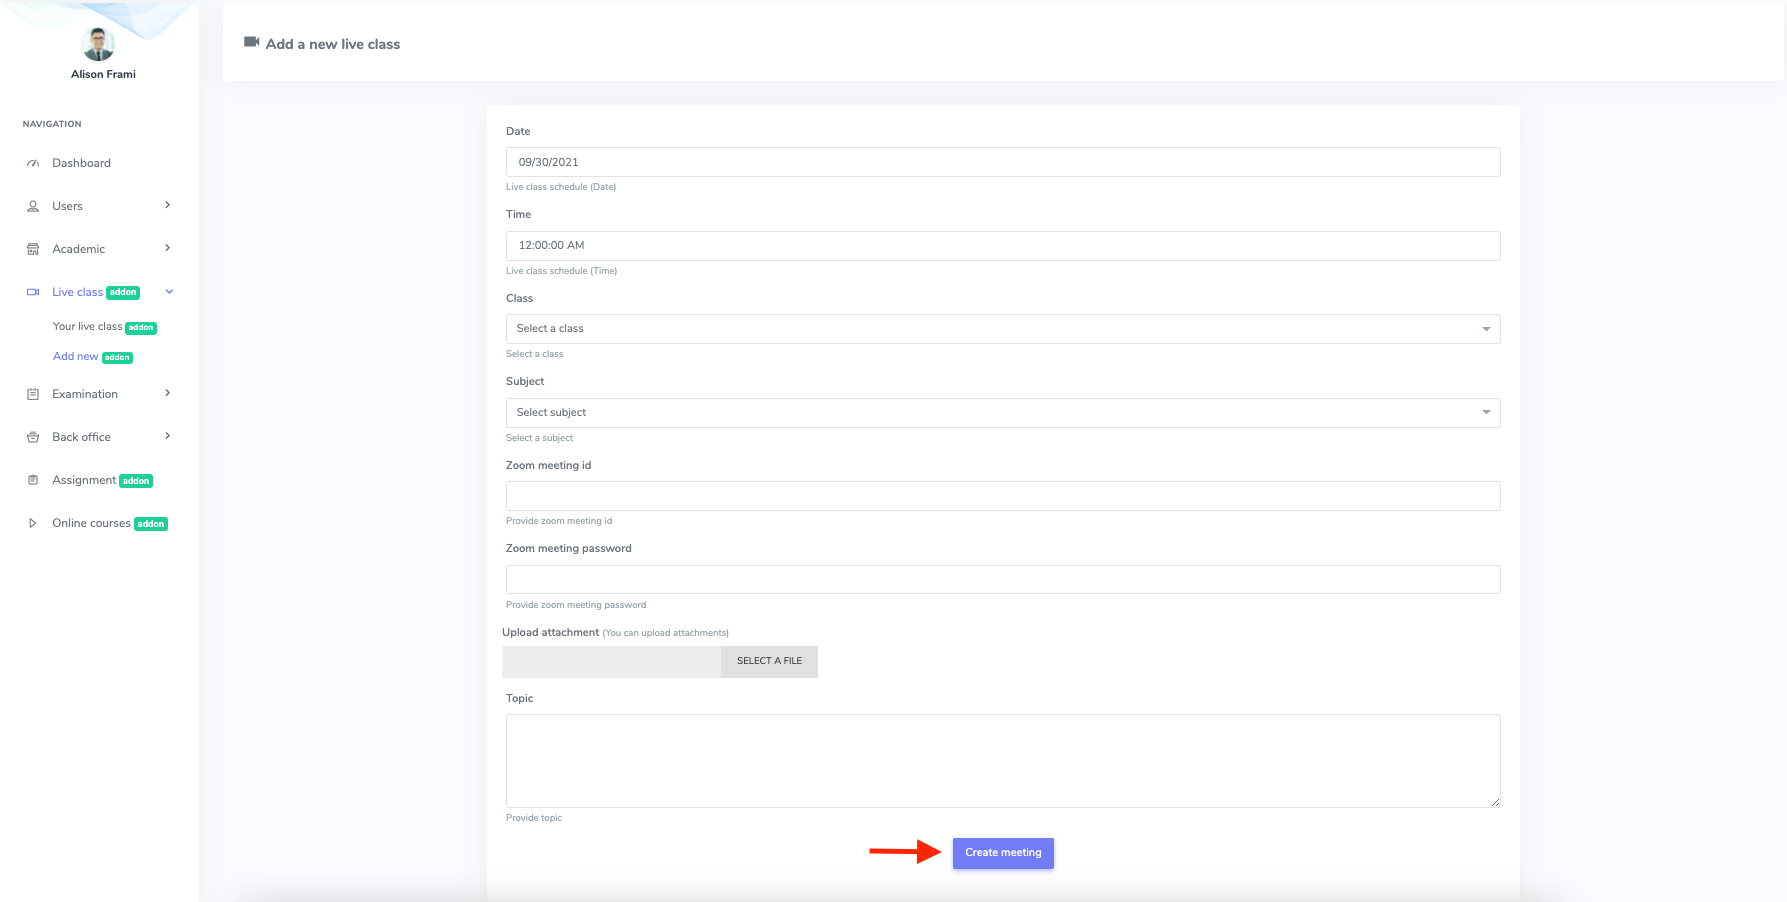 Alison Frami
NAVIGATION
Dashboard
Users
Academic
Live class addon
Your live class addon
Add new addon
Examination
Back office
Assignment addon
Online courses addon
Add a new live class
Date
09/30/2021
Live class schedule (Date)
Time
12:00:00 AM
Live class schedule (Time)
Class
Select a class
Select a class
Subject
Select subject
Select a subject
Zoom meeting id
Provide zoom meeting id
Zoom meeting password
Provide zoom meeting password
Upload attachment (You can upload attachments)
SELECT A FILE
Topic
Provide topic
Create meeting